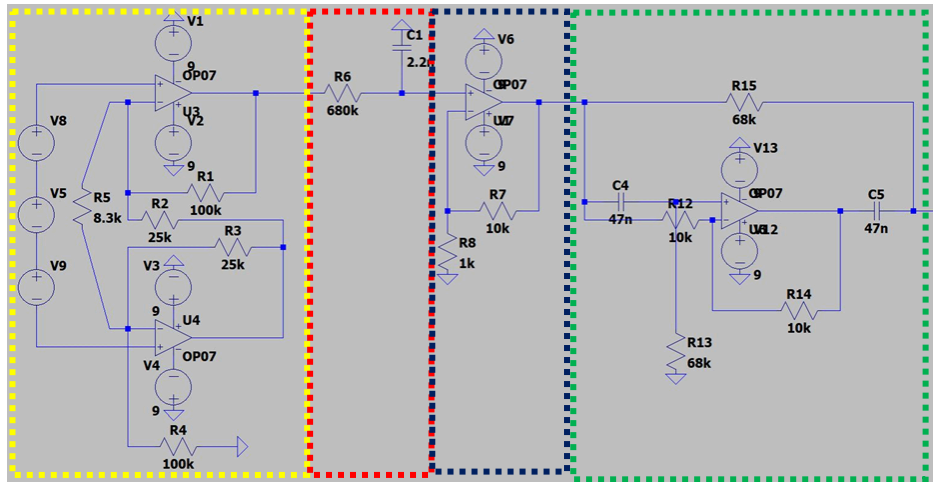 V1
9
OP07
U3
V2
9
V8
V5
V9
R5
8.3k
R1
100k
R2
25k
R3
25k
V3
9
U4
OP07
V4
9
R4
100k
R6
680k
C1
V6
V7
9
R7
10k
R8
1k
R15
68k
V13
OP07
V12
9
C4
47n
R12
10k
C5
47n
R14
10k
R13
68k